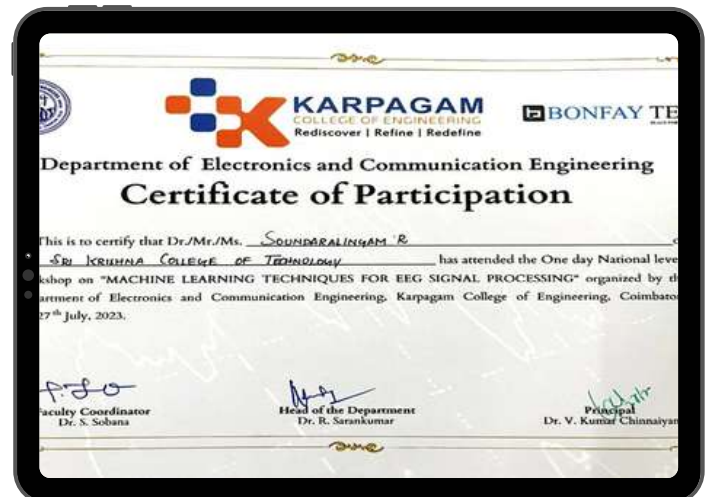 KARPAGAM
COLLEGE OF ENGINEERING
Rediscover | Refine | Redefine
BONFAY TE
Department of Electronics and Communication Engineering
Certificate of Participation
This is to certify that Dr./Mr./Ms. SOUNDARALINGAM R
SRI KRISHNA COLLEGE OF TECHNOLOGY has attended the One day National leve
kshop on "MACHINE LEARNING TECHNIQUES FOR EEG SIGNAL PROCESSING" organized by th
artment of Electronics and Communication Engineering, Karpagam College of Engineering, Coimbato
27th July, 2023.
Faculty Coordinator
Dr. S. Sobana
Head of the Department
Dr. R. Sarankumar
Principal
Dr. V. Kumar Chinnaiyan